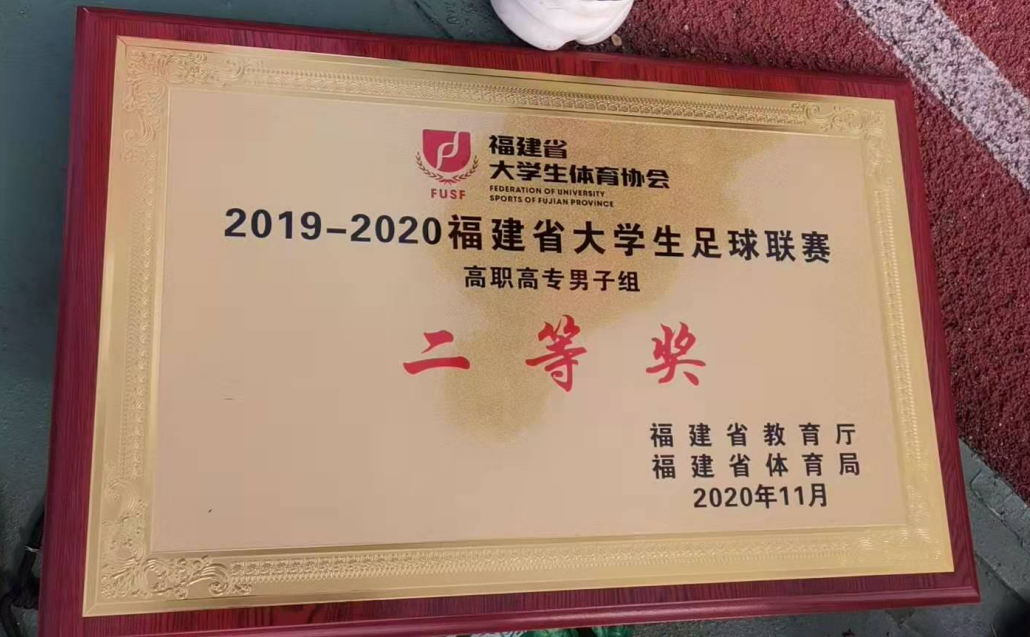 福建省
大学生体育协会
FEDERATION OF UNIVERSITY
SPORTS OF FUJIAN PROVINCE
FUSF
2019-2020福建省大学生足球联赛
高职高专男子组
二等奖
福建省教育厅
福建省体育局
2020年11月